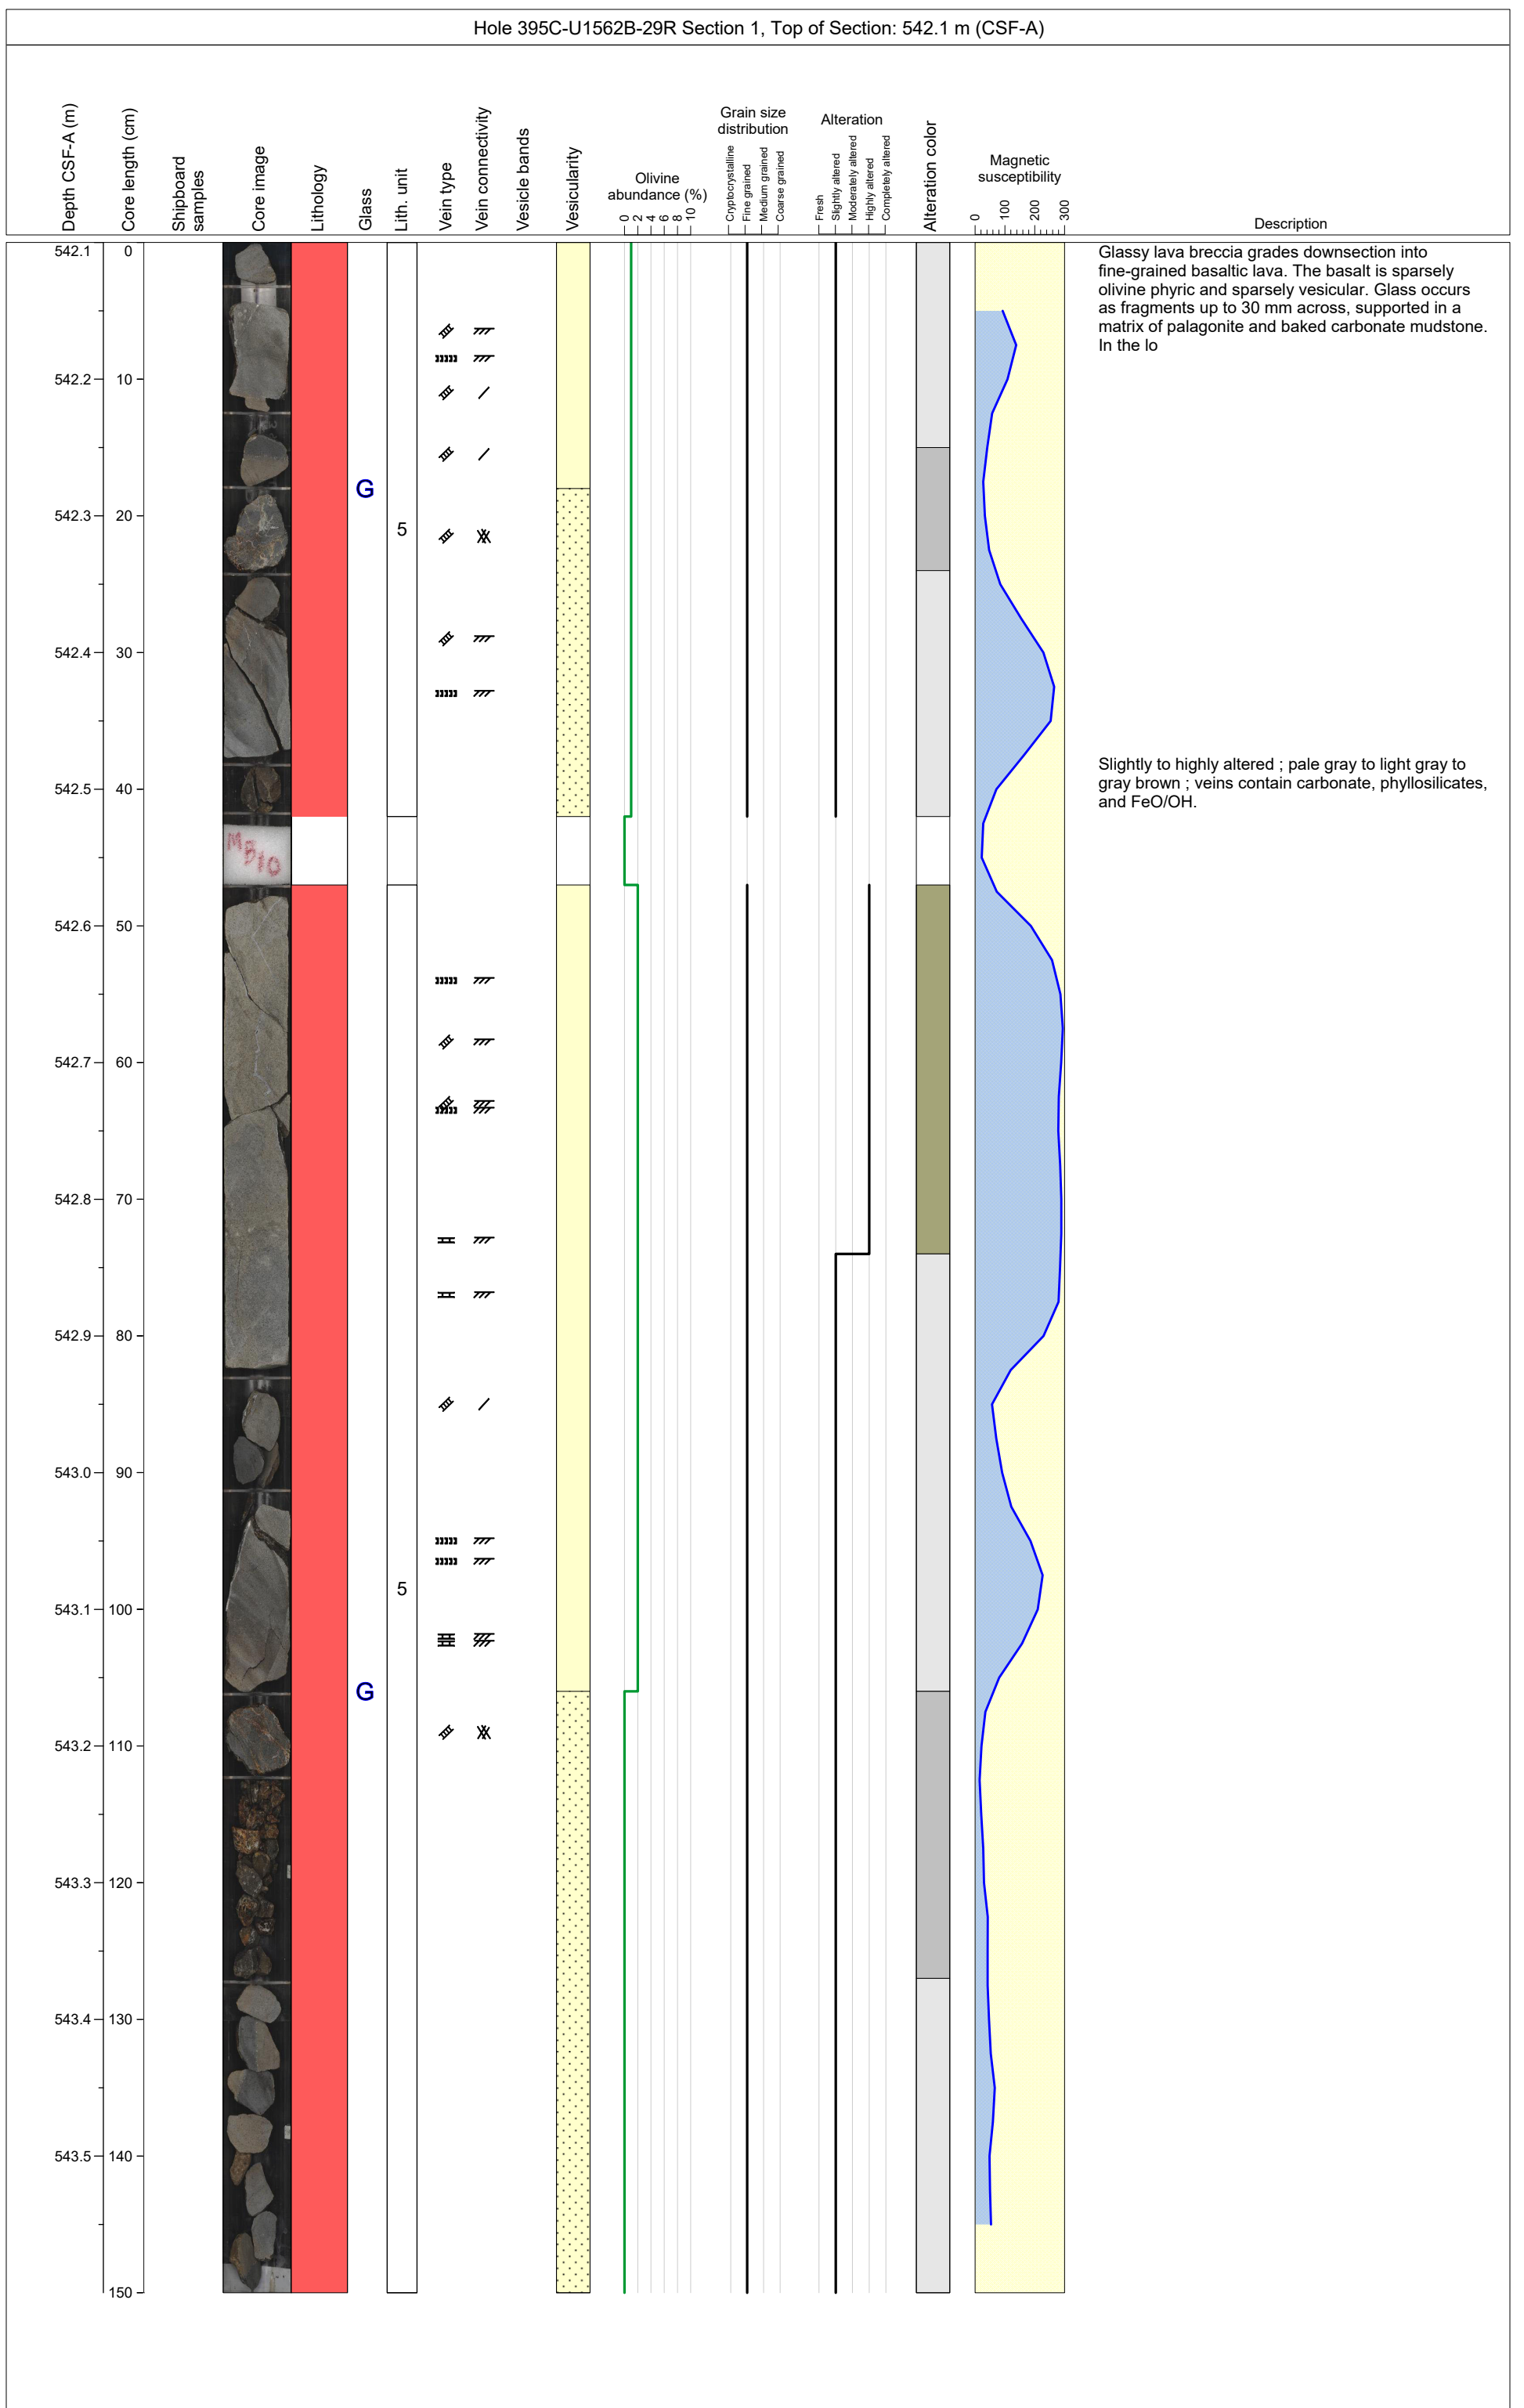 Hole 395C-U1562B-29R Section 1, Top of Section: 542.1 m (CSF-A)
Depth CSF-A (m)
Core length (cm)
Shipboard
samples
Core image
Lithology
Glass
Lith. unit
Vein type
Vein connectivity
Vesicle bands
Vesicularity
Olivine
abundance (%)
0 2 4 6 8 10
Grain size
distribution
Cryptocrystalline
Fine grained
Medium grained
Coarse grained
Alteration
Fresh
Slightly altered
Moderately altered
Highly altered
Completely altered
Alteration color
Magnetic
susceptibility
0 100 200 300
Description
542.1 0
Glassy lava breccia grades downsection into
fine-grained basaltic lava. The basalt is sparsely
olivine phyric and sparsely vesicular. Glass occurs
as fragments up to 30 mm across, supported in a
matrix of palagonite and baked carbonate mudstone.
In the lo
542.2 10
G
542.3 20
5
542.4 30
Slightly to highly altered ; pale gray to light gray to
gray brown ; veins contain carbonate, phyllosilicates,
and FeO/OH.
542.5 40
MB10
542.6 50
542.7 60
542.8 70
542.9 80
543.0 90
5
543.1 100
G
543.2 110
543.3 120
543.4 130
543.5 140
150